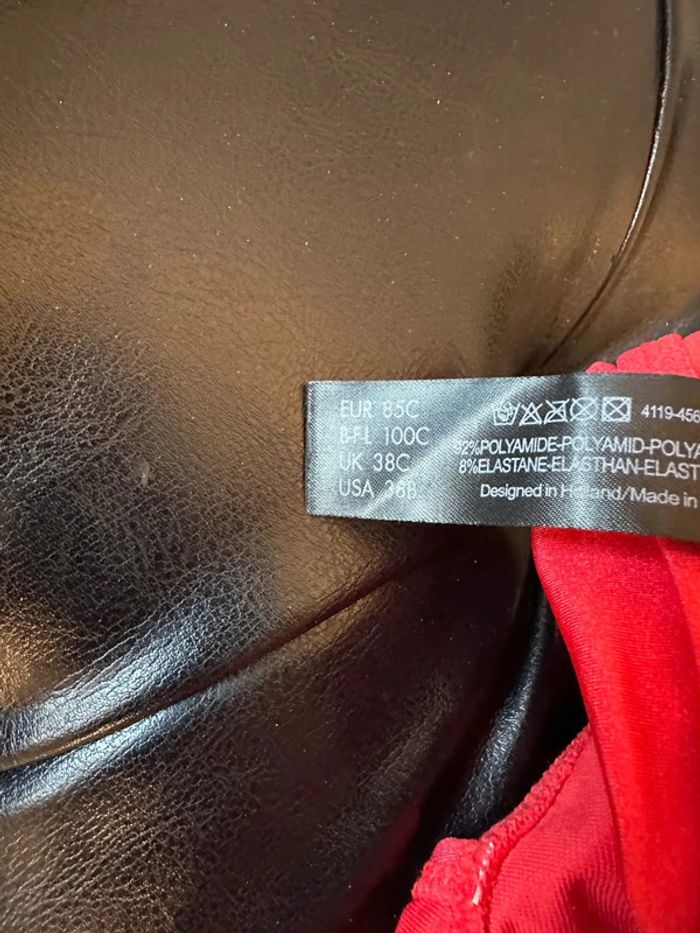 EUR 85C
B-F-L 100C
UK 38C
USA 38B
4119-456
92%POLYAMIDE-POLYAMID-POLYA
8%ELASTANE-ELASTHAN-ELAST
Designed in Holland/Made in